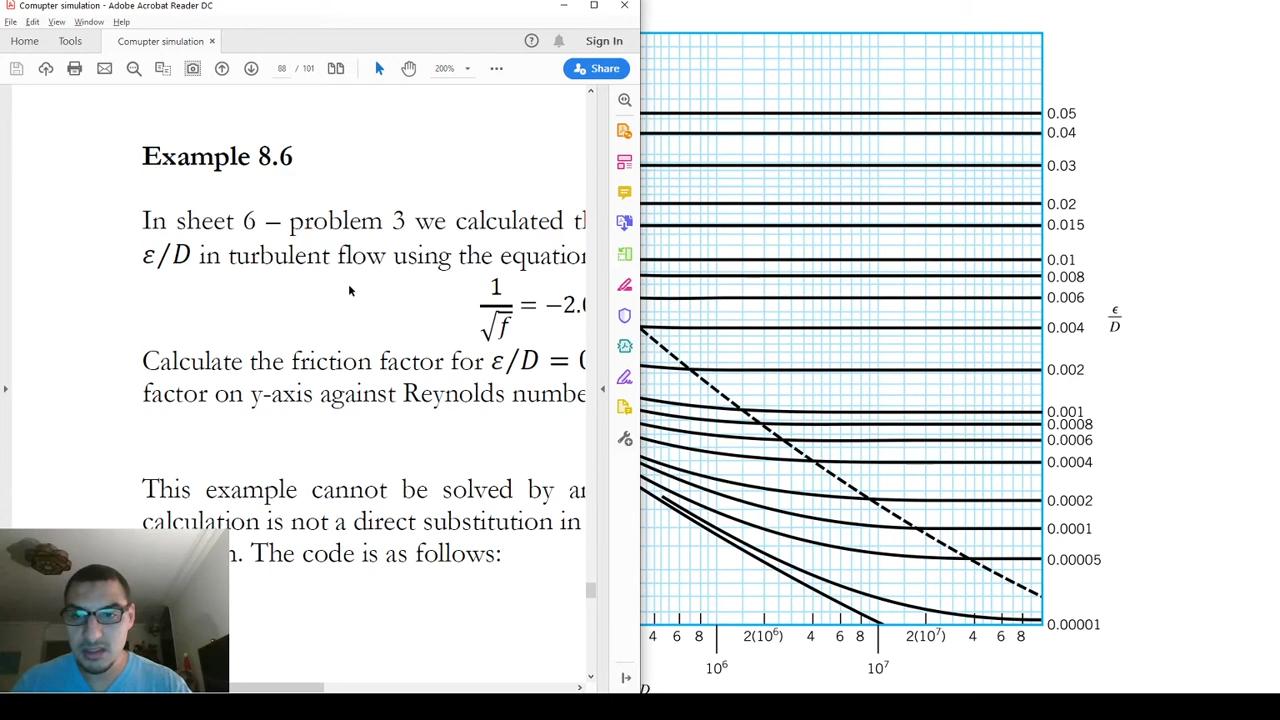 Comupter simulation - Adobe Acrobat Reader DC
File Edit View Window Help
Home Tools Comupter simulation × Sign In
88 / 101 200% Share
Example 8.6
In sheet 6 – problem 3 we calculated
ε/D in turbulent flow using the equation
1
√f = −2.
Calculate the friction factor for ε/D =
factor on y-axis against Reynolds
This example cannot be solved by
calculation is not a direct substitution in
The code is as follows:
0.05
0.04
0.03
0.02
0.015
0.01
0.008
0.006
ϵ
D
0.004
0.002
0.001
0.0008
0.0006
0.0004
0.0002
0.0001
0.00005
0.00001
4 6 8 2(10⁶) 4 6 8 2(10⁷) 4 6 8
10⁶ 10⁷